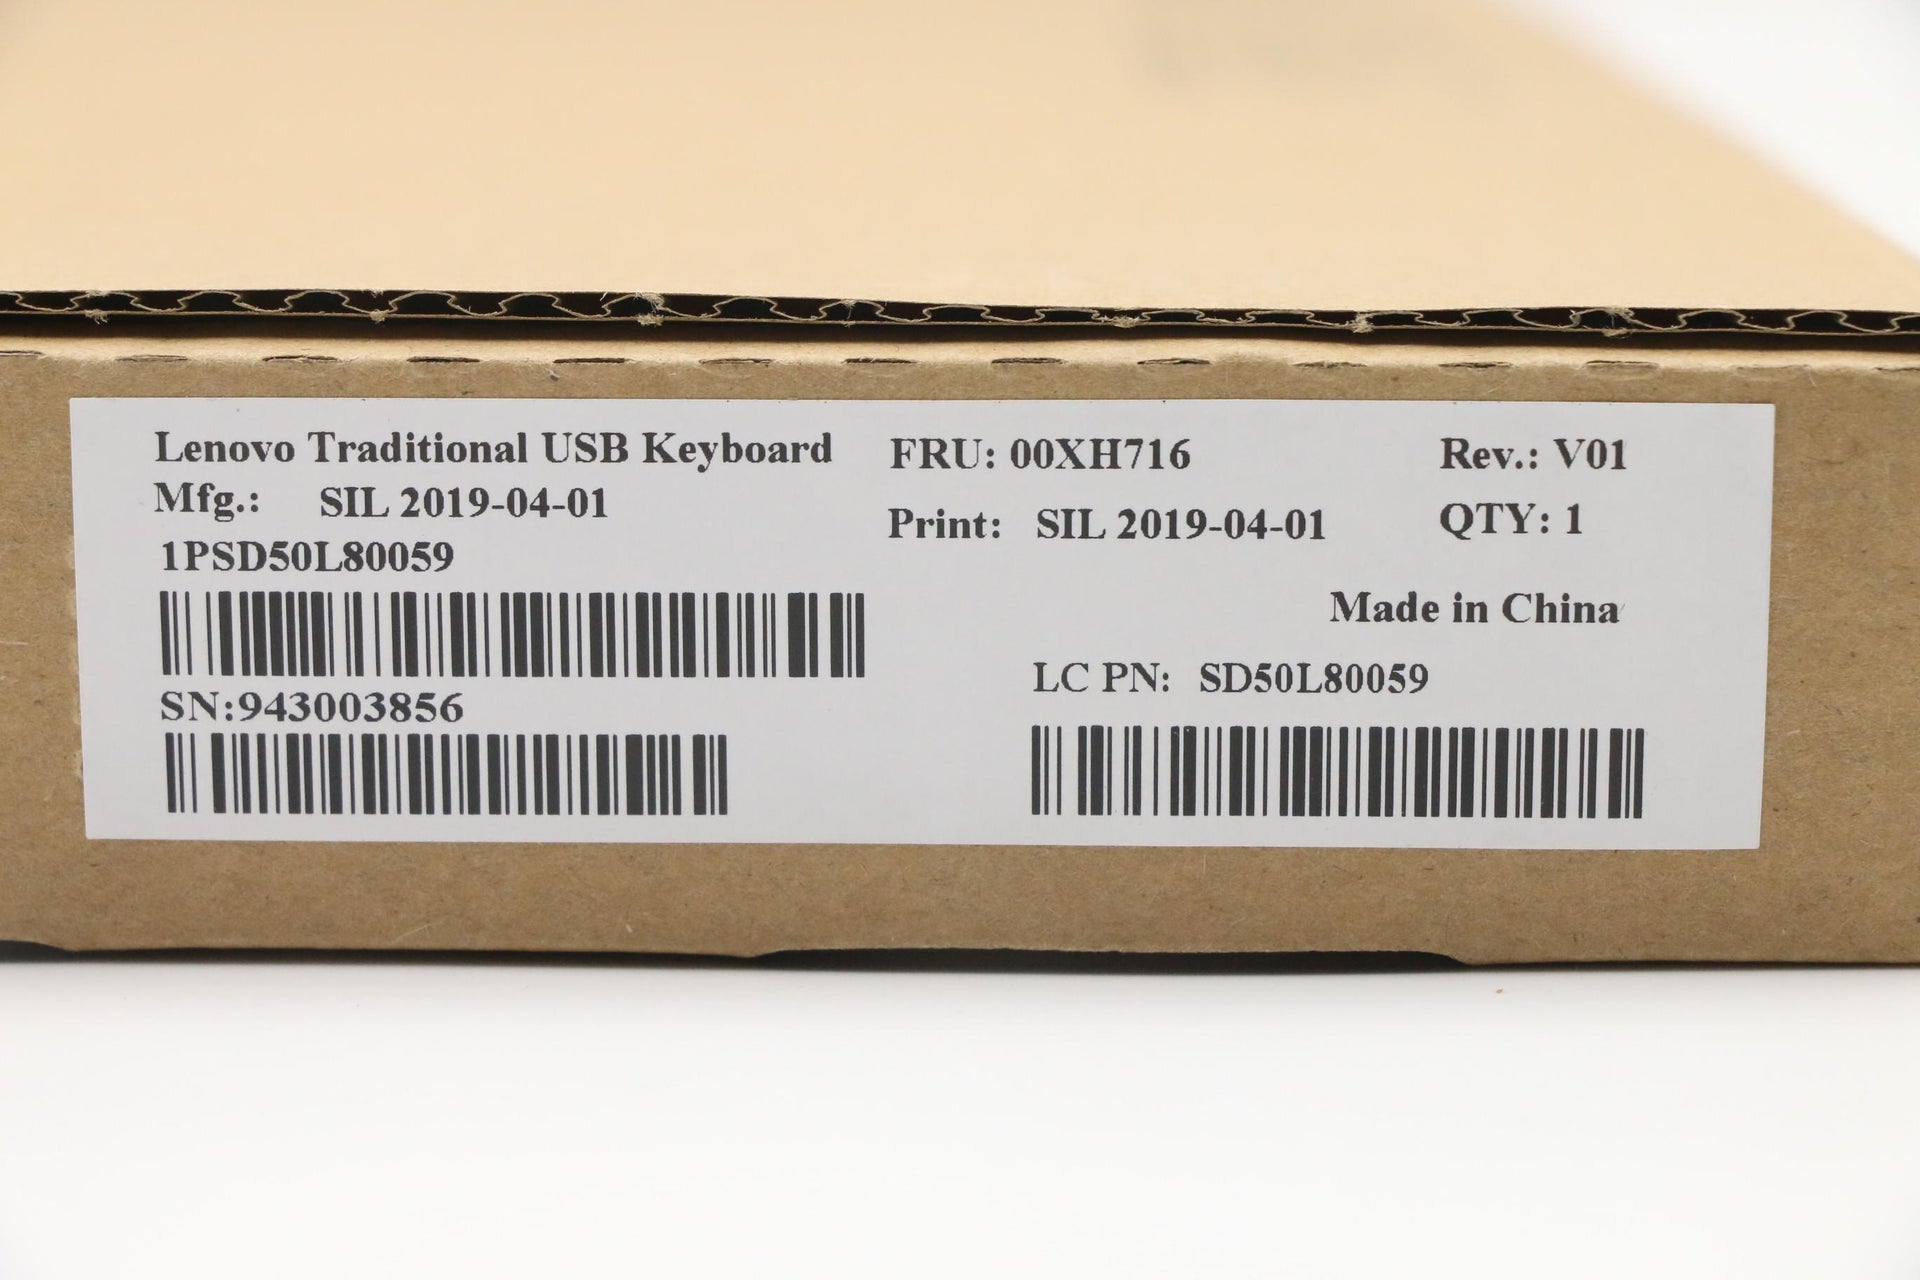 Lenovo Traditional USB Keyboard
FRU: 00XH716
Rev.: V01
Mfg.: SIL 2019-04-01
Print: SIL 2019-04-01
QTY: 1
1PSD50L80059
Made in China
LC PN: SD50L80059
SN:943003856